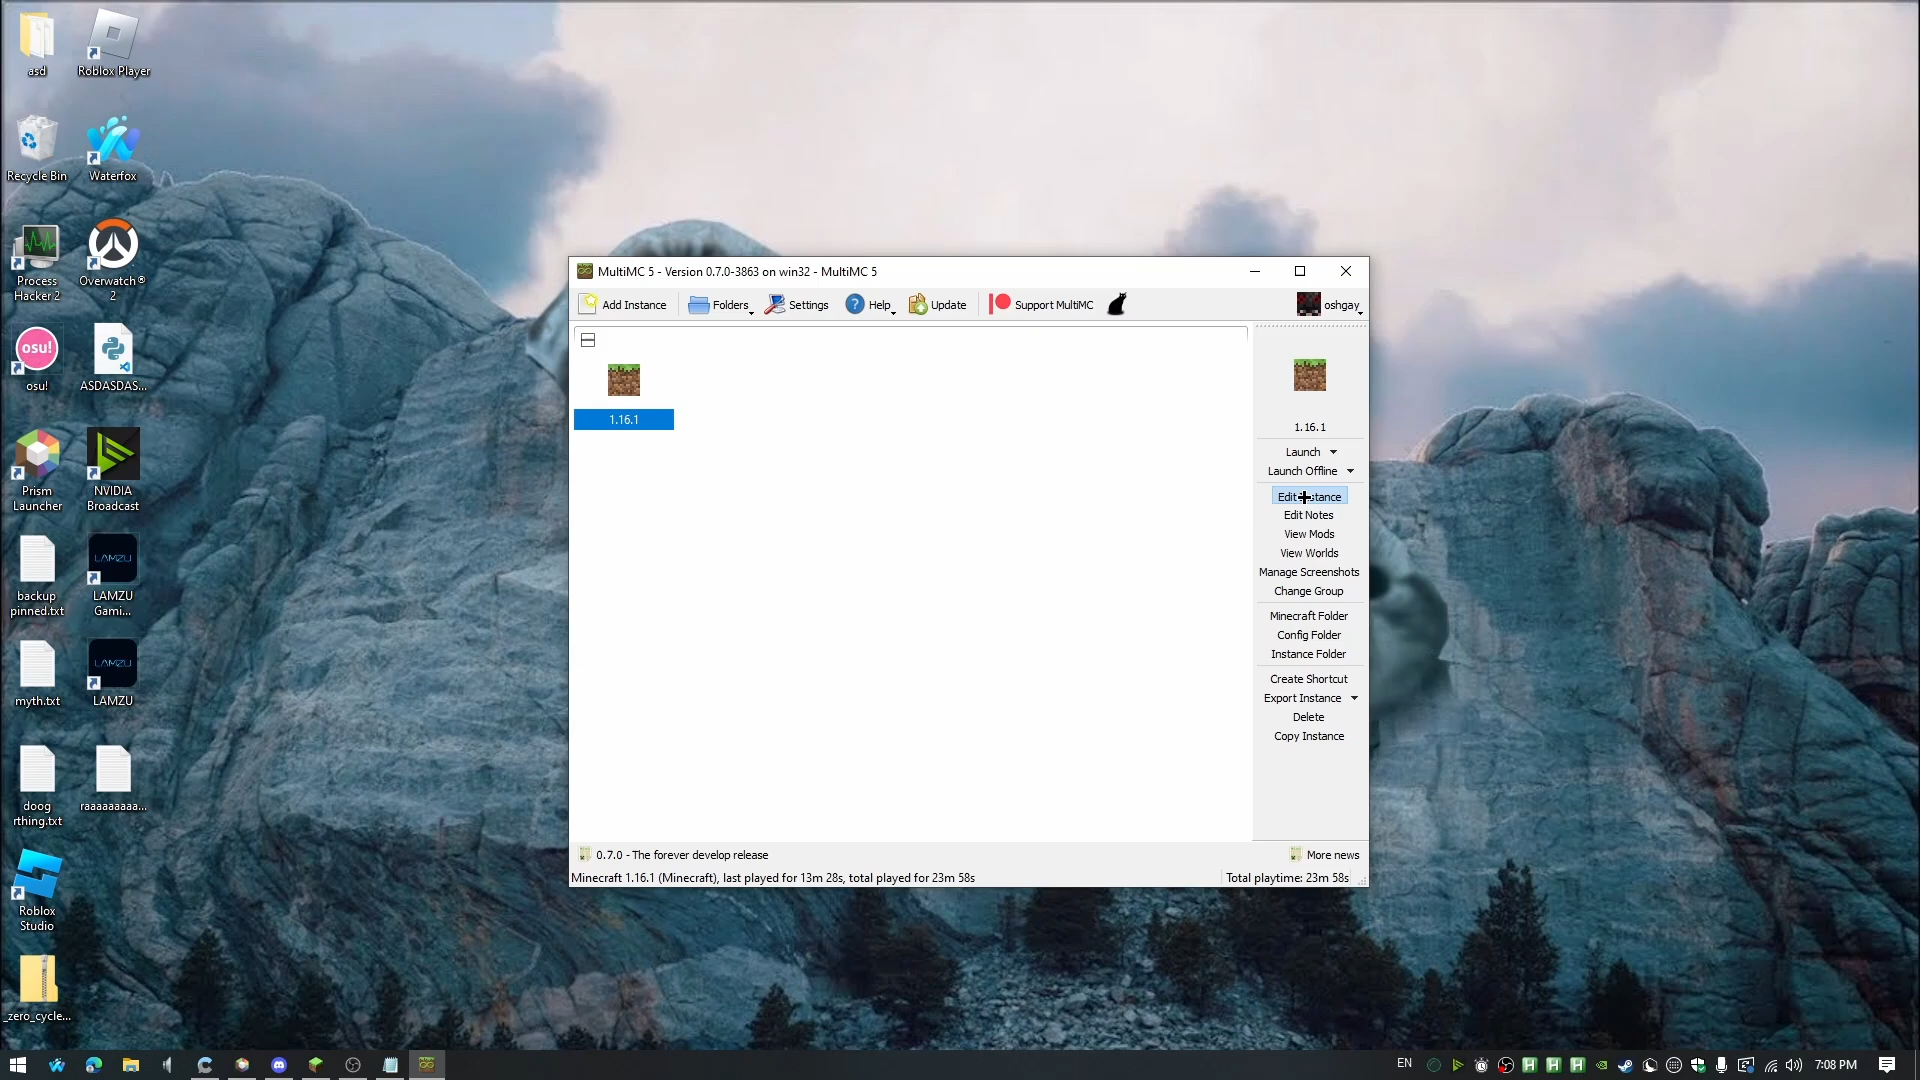 asd
Roblox Player
Recycle Bin
Waterfox
Process
Hacker 2
Overwatch®
2
osu!
osu!
ASDASDAS...
Prism
Launcher
NVIDIA
Broadcast
backup
pinned.txt
LAMZU
LAMZU
Gami...
myth.txt
LAMZU
LAMZU
doog
rthing.txt
raaaaaaaaa...
Roblox
Studio
_zero_cycle...
MultiMC 5 - Version 0.7.0-3863 on win32 - MultiMC 5
Add Instance
Folders
Settings
Help
Update
Support MultiMC
oshgay
1.16.1
1.16.1
Launch
Launch Offline
Edit Instance
Edit Notes
View Mods
View Worlds
Manage Screenshots
Change Group
Minecraft Folder
Config Folder
Instance Folder
Create Shortcut
Export Instance
Delete
Copy Instance
0.7.0 - The forever develop release
More news
Minecraft 1.16.1 (Minecraft), last played for 13m 28s, total played for 23m 58s
Total playtime: 23m 58s
EN
7:08 PM